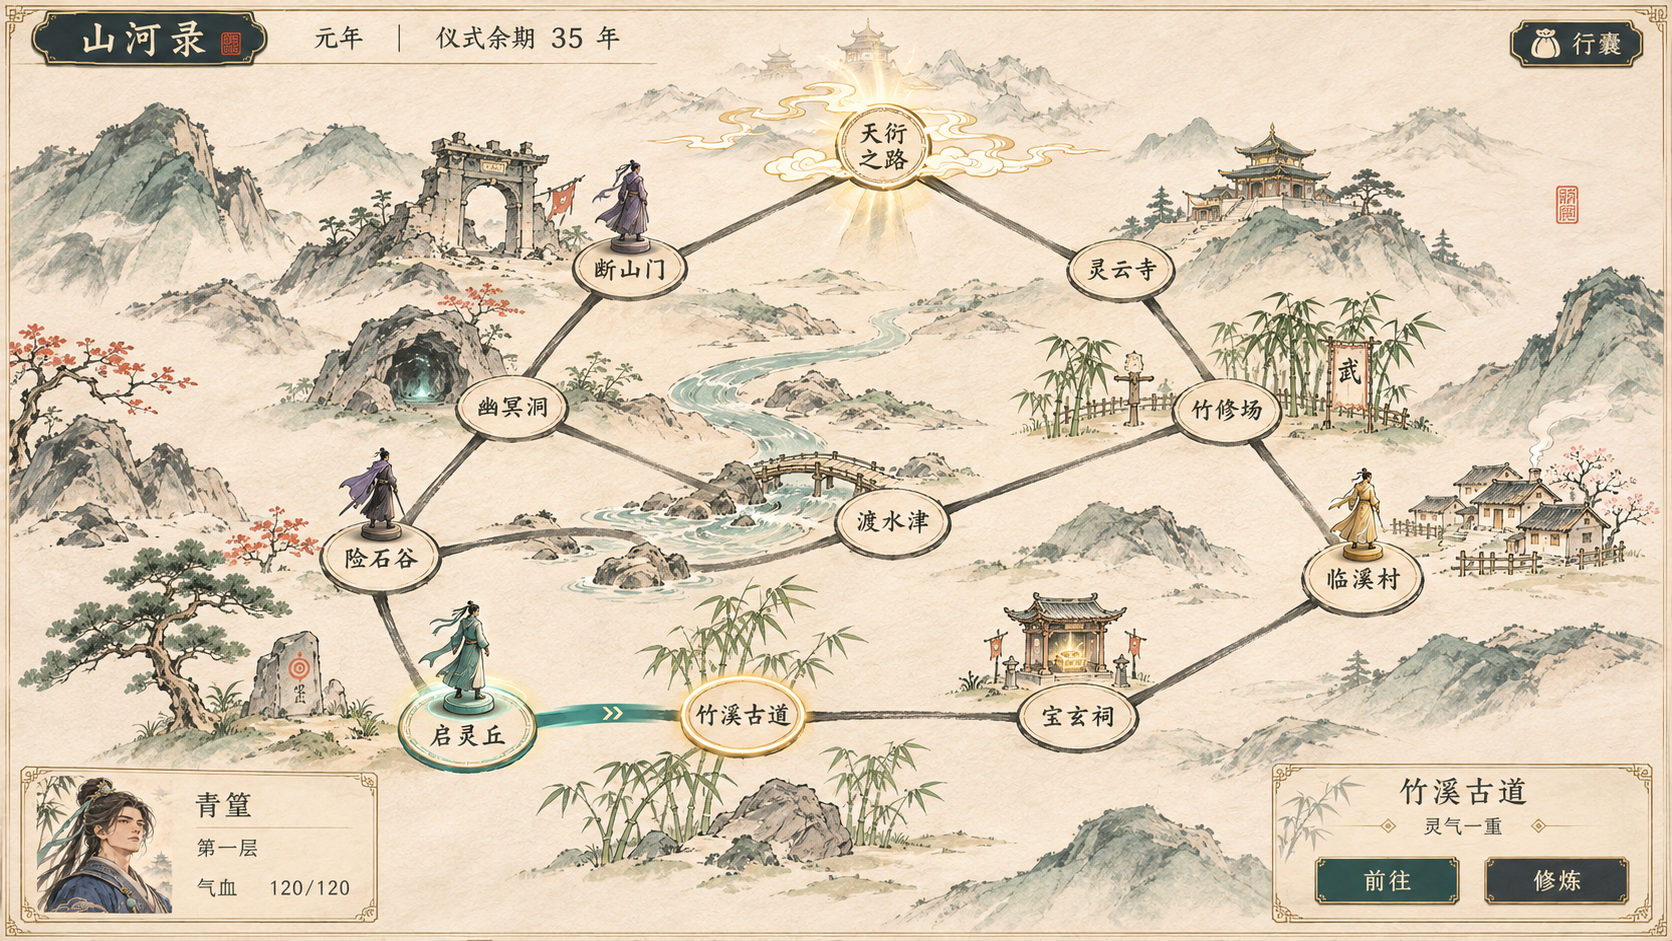 山河录
元年
仪式余期 35 年
行囊
天衍
之路
断山门
灵云寺
幽冥洞
竹修场
武
渡水津
险石谷
临溪村
启灵丘
竹溪古道
宝玄祠
青篁
第一层
气血 120/120
竹溪古道
灵气一重
前往
修炼